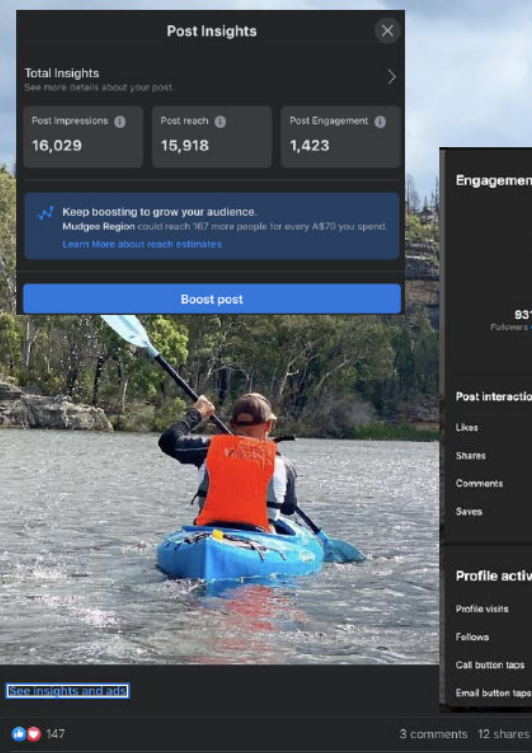 Post Insights
Total Insights
See more details about your post.
Post Impressions
16,029
Post reach
15,918
Post Engagement
1,423
Keep boosting to grow your audience.
Mudgee Region could reach 167 more people for every A$70 you spend.
Learn More about reach estimates
Boost post
See insights and ads
147
3 comments 12 shares
Engagemen
931
Followers
Post interactio
Likes
Shares
Comments
Saves
Profile activ
Profile visits
Follows
Call button taps
Email button taps